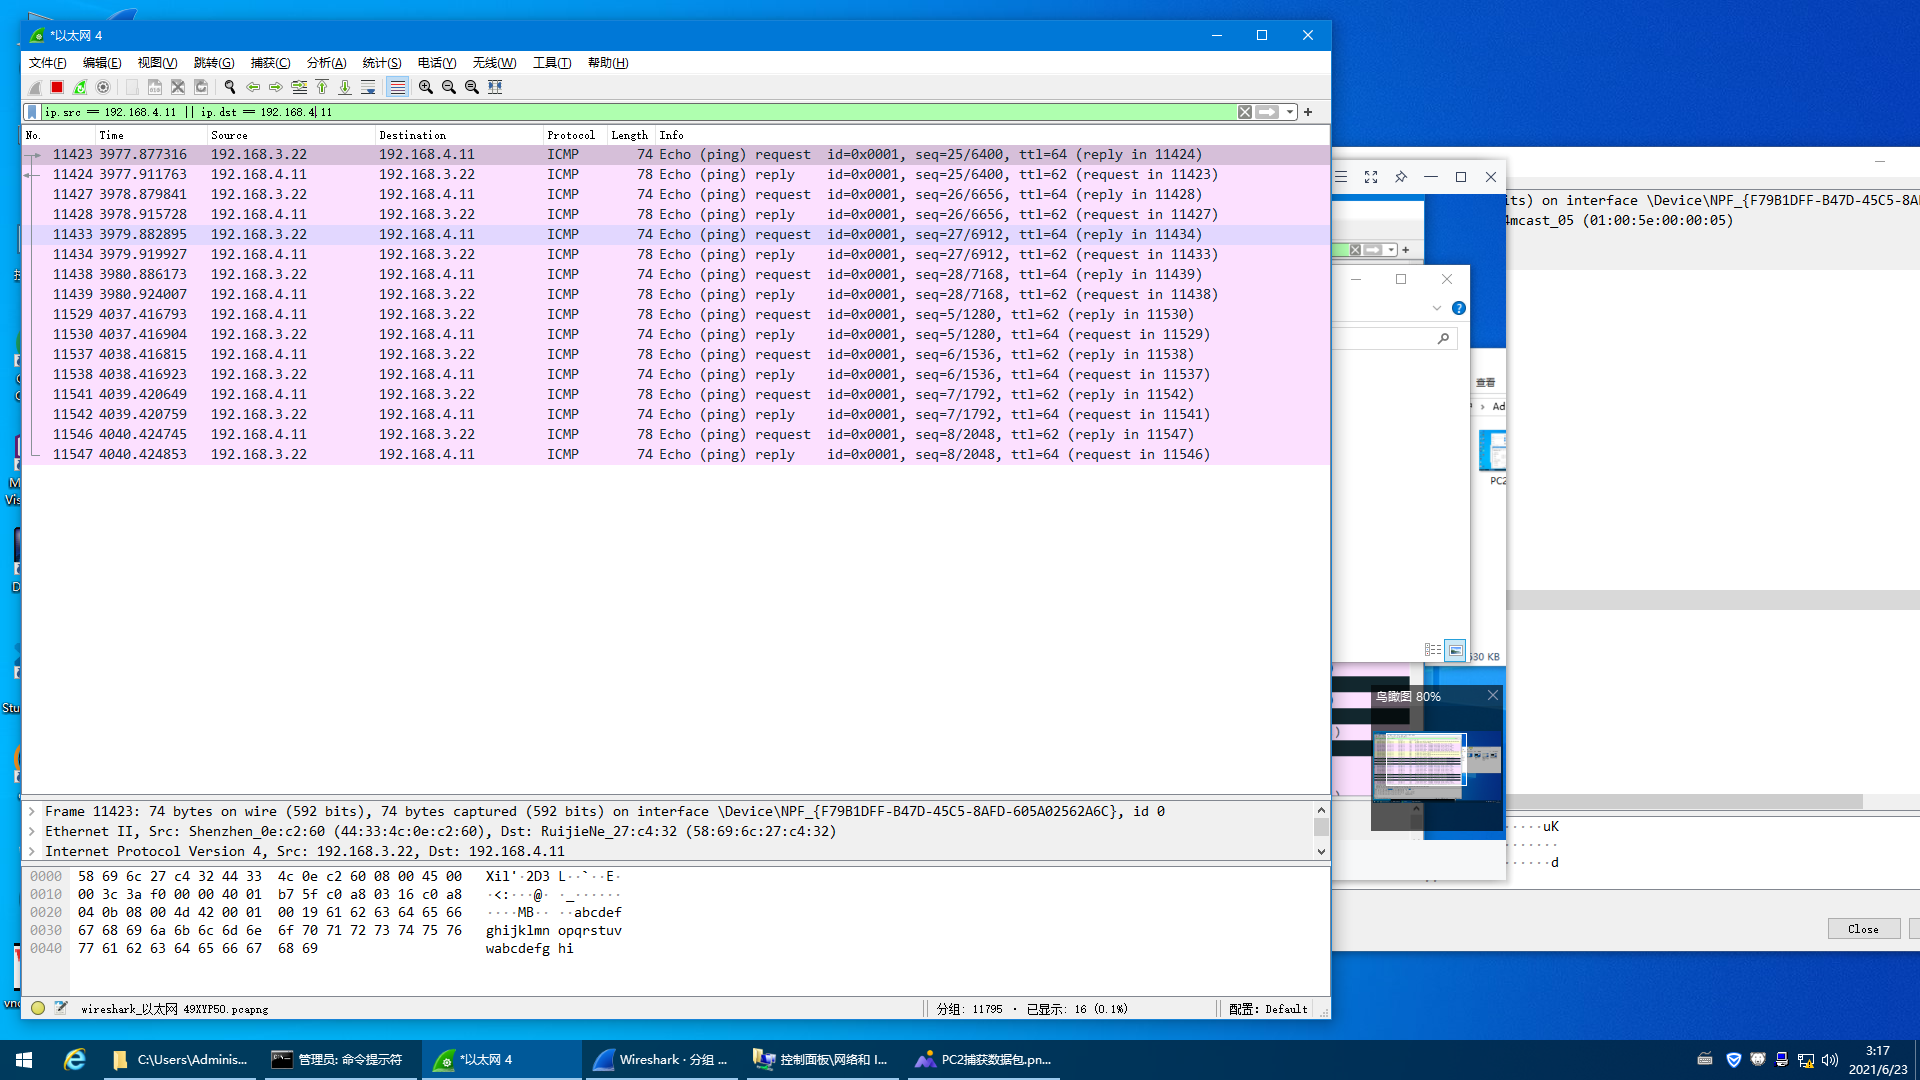 *以太网 4
文件(F) 编辑(E) 视图(V) 跳转(G) 捕获(C) 分析(A) 统计(S) 电话(Y) 无线(W) 工具(T) 帮助(H)
ip.src == 192.168.4.11 || ip.dst == 192.168.4.11
No. Time Source Destination Protocol Length Info
11423 3977.877316 192.168.3.22 192.168.4.11 ICMP 74 Echo (ping) request id=0x0001, seq=25/6400, ttl=64 (reply in 11424)
11424 3977.911763 192.168.4.11 192.168.3.22 ICMP 78 Echo (ping) reply id=0x0001, seq=25/6400, ttl=62 (request in 11423)
11427 3978.879841 192.168.3.22 192.168.4.11 ICMP 74 Echo (ping) request id=0x0001, seq=26/6656, ttl=64 (reply in 11428)
11428 3978.915728 192.168.4.11 192.168.3.22 ICMP 78 Echo (ping) reply id=0x0001, seq=26/6656, ttl=62 (request in 11427)
11433 3979.882895 192.168.3.22 192.168.4.11 ICMP 74 Echo (ping) request id=0x0001, seq=27/6912, ttl=64 (reply in 11434)
11434 3979.919927 192.168.4.11 192.168.3.22 ICMP 78 Echo (ping) reply id=0x0001, seq=27/6912, ttl=62 (request in 11433)
11438 3980.886173 192.168.3.22 192.168.4.11 ICMP 74 Echo (ping) request id=0x0001, seq=28/7168, ttl=64 (reply in 11439)
11439 3980.924007 192.168.4.11 192.168.3.22 ICMP 78 Echo (ping) reply id=0x0001, seq=28/7168, ttl=62 (request in 11438)
11529 4037.416793 192.168.4.11 192.168.3.22 ICMP 78 Echo (ping) request id=0x0001, seq=5/1280, ttl=62 (reply in 11530)
11530 4037.416904 192.168.3.22 192.168.4.11 ICMP 74 Echo (ping) reply id=0x0001, seq=5/1280, ttl=64 (request in 11529)
11537 4038.416815 192.168.4.11 192.168.3.22 ICMP 78 Echo (ping) request id=0x0001, seq=6/1536, ttl=62 (reply in 11538)
11538 4038.416923 192.168.3.22 192.168.4.11 ICMP 74 Echo (ping) reply id=0x0001, seq=6/1536, ttl=64 (request in 11537)
11541 4039.420649 192.168.4.11 192.168.3.22 ICMP 78 Echo (ping) request id=0x0001, seq=7/1792, ttl=62 (reply in 11542)
11542 4039.420759 192.168.3.22 192.168.4.11 ICMP 74 Echo (ping) reply id=0x0001, seq=7/1792, ttl=64 (request in 11541)
11546 4040.424745 192.168.4.11 192.168.3.22 ICMP 78 Echo (ping) request id=0x0001, seq=8/2048, ttl=62 (reply in 11547)
11547 4040.424853 192.168.3.22 192.168.4.11 ICMP 74 Echo (ping) reply id=0x0001, seq=8/2048, ttl=64 (request in 11546)
Frame 11423: 74 bytes on wire (592 bits), 74 bytes captured (592 bits) on interface \Device\NPF_{F79B1DFF-B47D-45C5-8AFD-605A02562A6C}, id 0
Ethernet II, Src: Shenzhen_0e:c2:60 (44:33:4c:0e:c2:60), Dst: RuijieNe_27:c4:32 (58:69:6c:27:c4:32)
Internet Protocol Version 4, Src: 192.168.3.22, Dst: 192.168.4.11
0000 58 69 6c 27 c4 32 44 33 4c 0e c2 60 08 00 45 00 Xil'·2D3 L··`··E·
0010 00 3c 3a f0 00 00 40 01 b7 5f c0 a8 03 16 c0 a8 ·<:···@· ·_······
0020 04 0b 08 00 4d 42 00 01 00 19 61 62 63 64 65 66 ····MB·· ··abcdef
0030 67 68 69 6a 6b 6c 6d 6e 6f 70 71 72 73 74 75 76 ghijklmn opqrstuv
0040 77 61 62 63 64 65 66 67 68 69 wabcdefg hi
wireshark_以太网 49XYP50.pcapng 分组: 11795 · 已显示: 16 (0.1%) 配置: Default
its) on interface \Device\NPF_{F79B1DFF-B47D-45C5-8A
4mcast_05 (01:00:5e:00:00:05)
查看
Ad
PC2
530 KB
鸟瞰图 80%
·····uK
·······
······d
Close
Vis
Stu
vnc
C:\Users\Adminis...
管理员: 命令提示符
*以太网 4
Wireshark · 分组 ...
控制面板\网络和 I...
PC2捕获数据包.pn...
3:17
2021/6/23